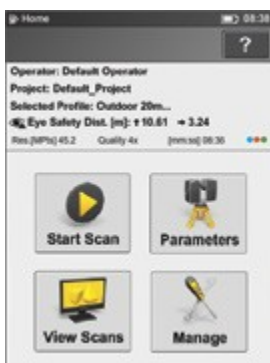 Home 08:38
?
Operator: Default Operator
Project: Default_Project
Selected Profile: Outdoor 20m...
Eye Safety Dist. [m]: 10.61 3.24
Res.[MPts] 45.2 Quality 4x [mm:ss] 08:36
Start Scan Parameters
View Scans Manage